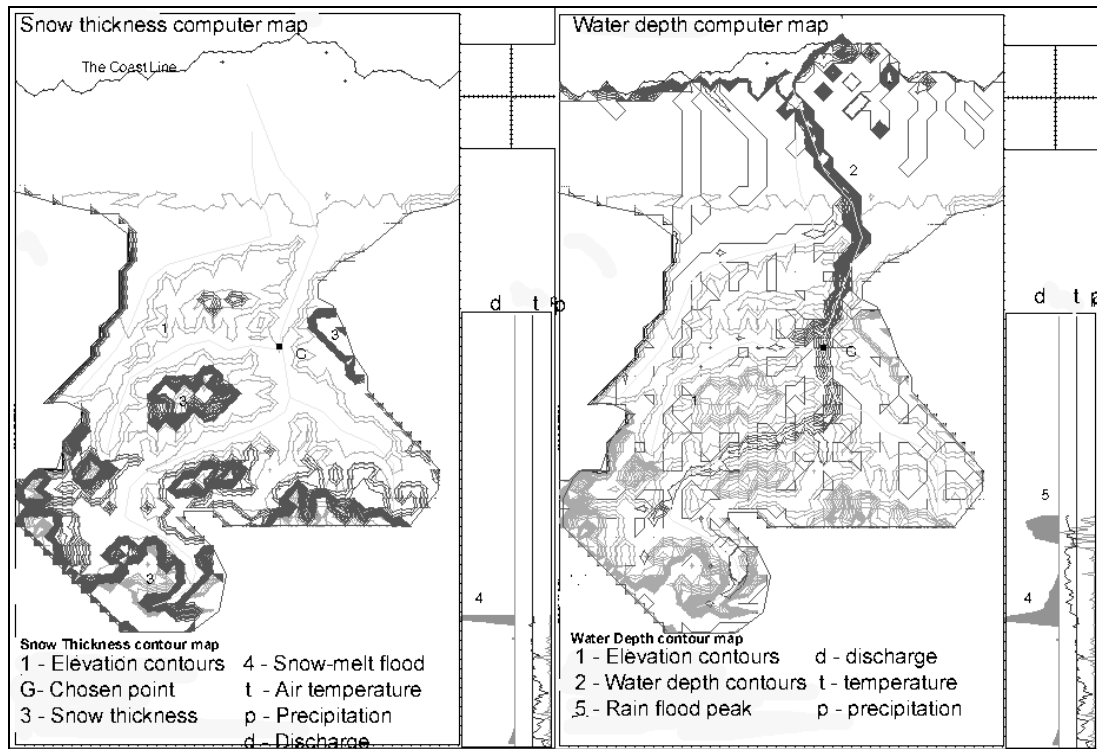 Snow thickness computer map
The Coast Line
d t p
1
3
G
3
3
4
Snow Thickness contour map
1 - Elevation contours 4 - Snow-melt flood
G- Chosen point t - Air temperature
3 - Snow thickness p - Precipitation
d - Discharge
Water depth computer map
2
d t p
G
1
5
4
Water Depth contour map
1 - Elevation contours d - discharge
2 - Water depth contours t - temperature
5 - Rain flood peak p - precipitation